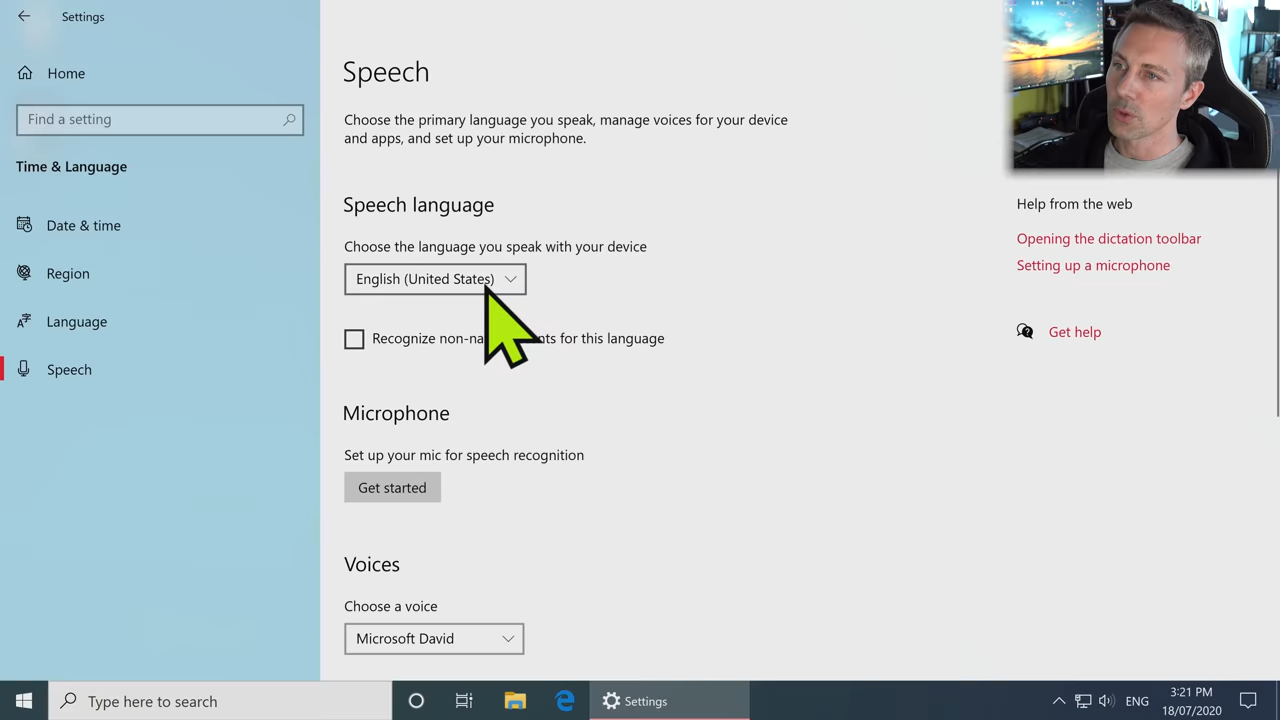 Settings
Home
Find a setting
Time & Language
Date & time
Region
Language
Speech
Speech
Choose the primary language you speak, manage voices for your device
and apps, and set up your microphone.
Speech language
Choose the language you speak with your device
English (United States)
Recognize for this language
Microphone
Set up your mic for speech recognition
Get started
Voices
Choose a voice
Microsoft David
Help from the web
Opening the dictation toolbar
Setting up a microphone
Get help
Type here to search
Settings
ENG
3:21 PM
18/07/2020